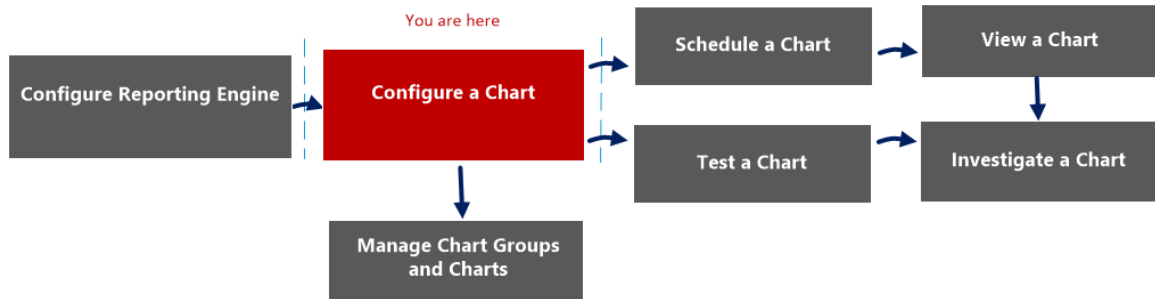 You are here
Configure Reporting Engine
Configure a Chart
Schedule a Chart
View a Chart
Test a Chart
Investigate a Chart
Manage Chart Groups
and Charts